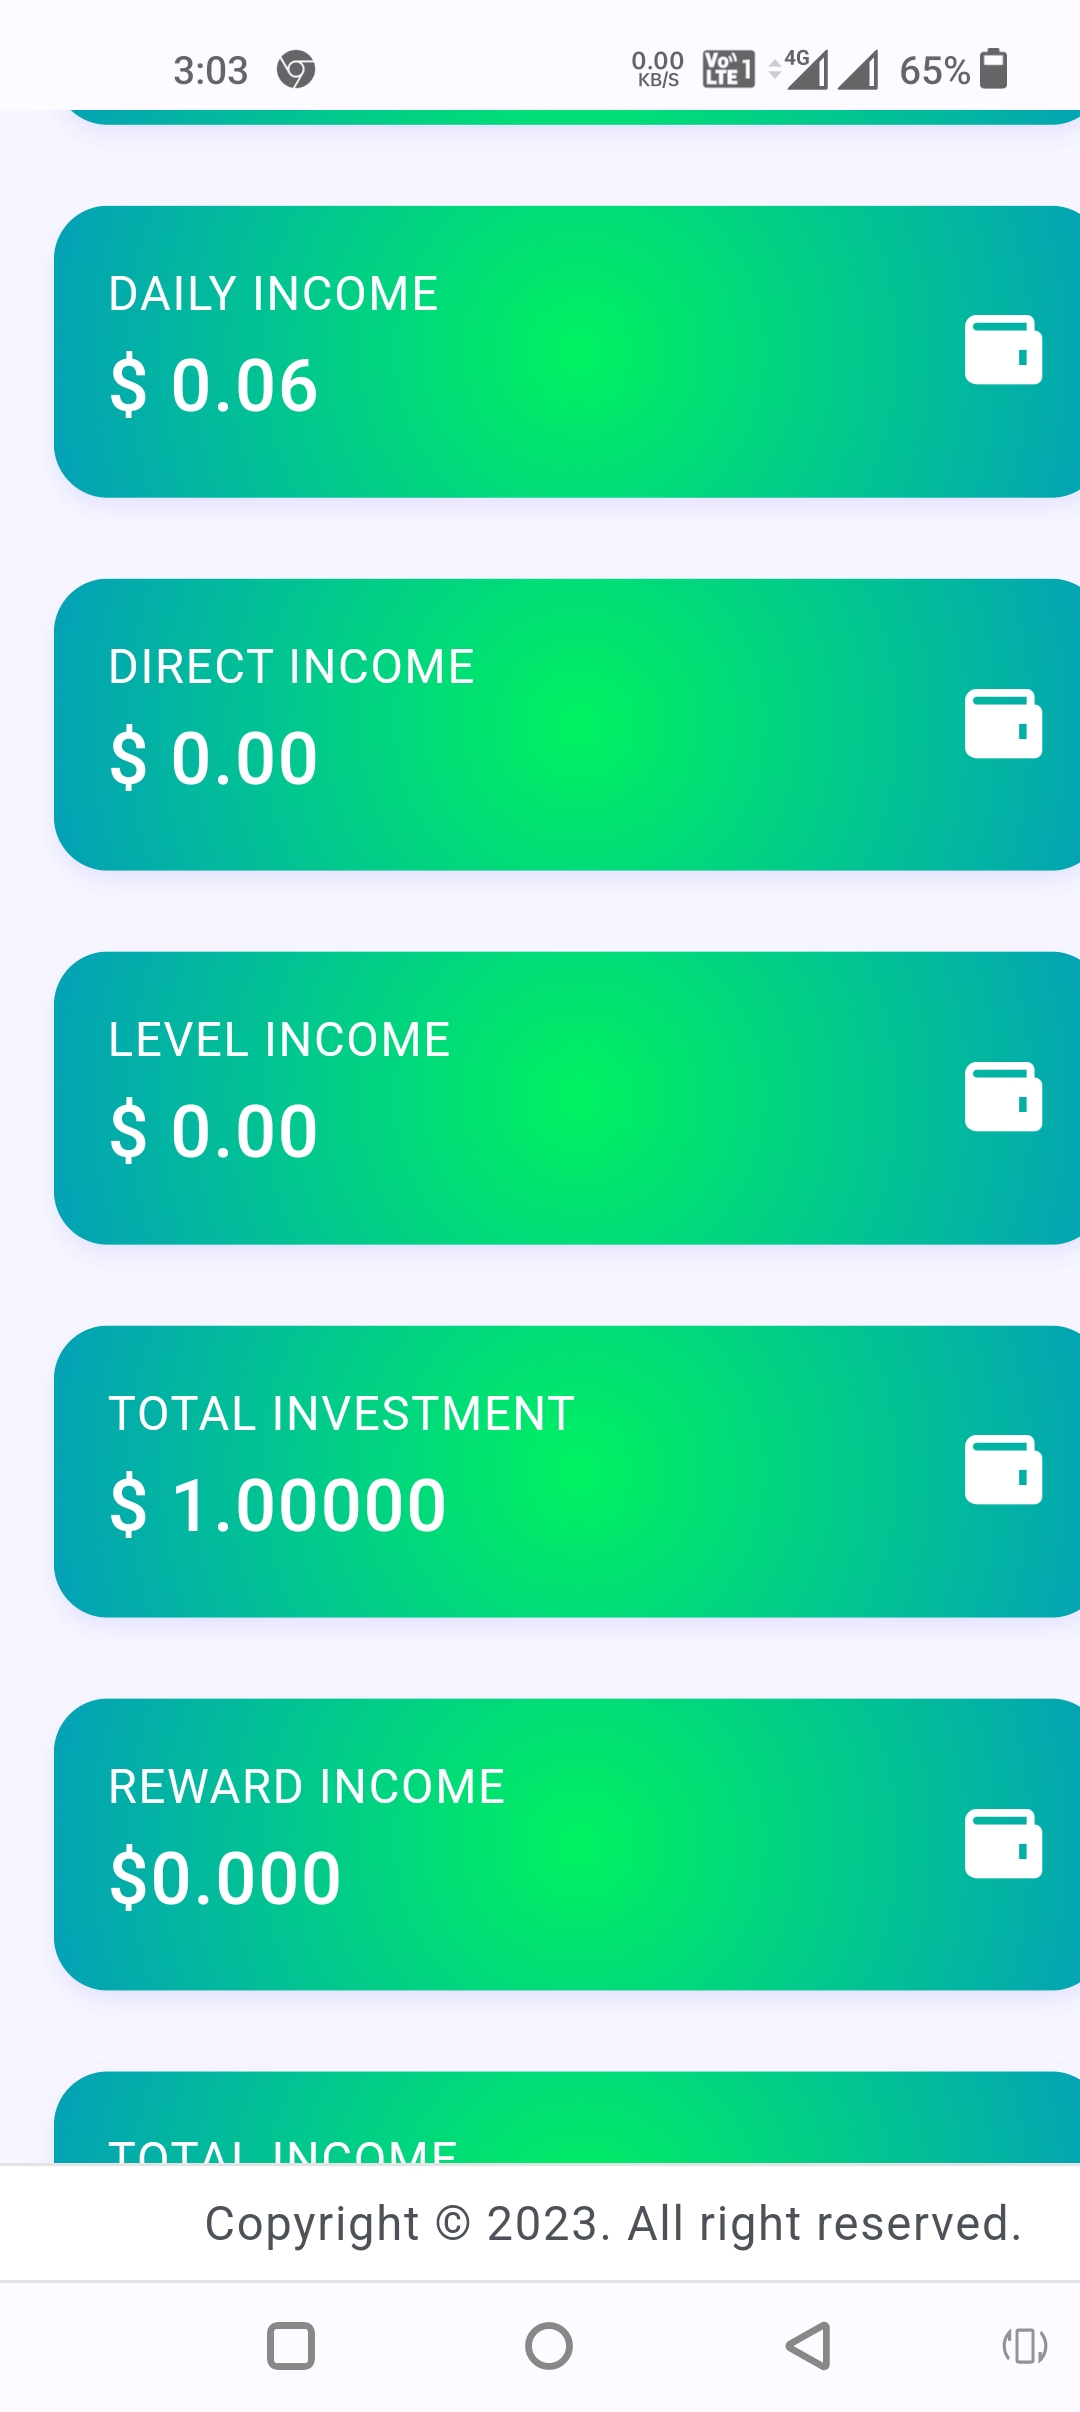 3:03 0.00 KB/S Vo LTE 1 4G 65%
DAILY INCOME
$ 0.06
DIRECT INCOME
$ 0.00
LEVEL INCOME
$ 0.00
TOTAL INVESTMENT
$ 1.00000
REWARD INCOME
$0.000
TOTAL INCOME
Copyright © 2023. All right reserved.